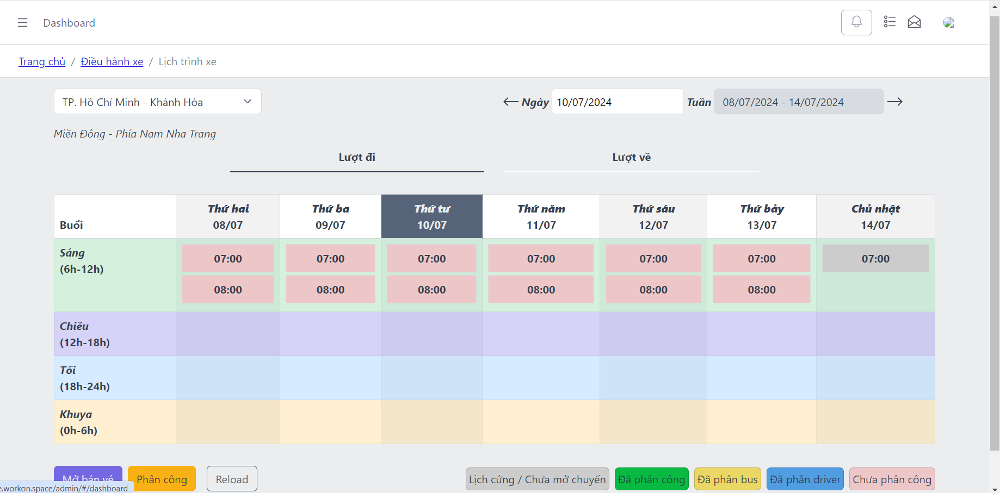 Dashboard
Trang chủ / Điều hành xe / Lịch trình xe
TP. Hồ Chí Minh - Khánh Hòa
Ngày 10/07/2024 Tuần 08/07/2024 - 14/07/2024
Miền Đông - Phía Nam Nha Trang
Lượt đi Lượt về
Buổi Thứ hai 08/07 Thứ ba 09/07 Thứ tư 10/07 Thứ năm 11/07 Thứ sáu 12/07 Thứ bảy 13/07 Chủ nhật 14/07
Sáng
(6h-12h)
07:00 07:00 07:00 07:00 07:00 07:00 07:00
08:00 08:00 08:00 08:00 08:00 08:00
Chiều
(12h-18h)
Tối
(18h-24h)
Khuya
(0h-6h)
Mở bán vé Phân công Reload Lịch cứng / Chưa mở chuyến Đã phân công Đã phân bus Đã phân driver Chưa phân công
e.workon.space/admin/#/dashboard